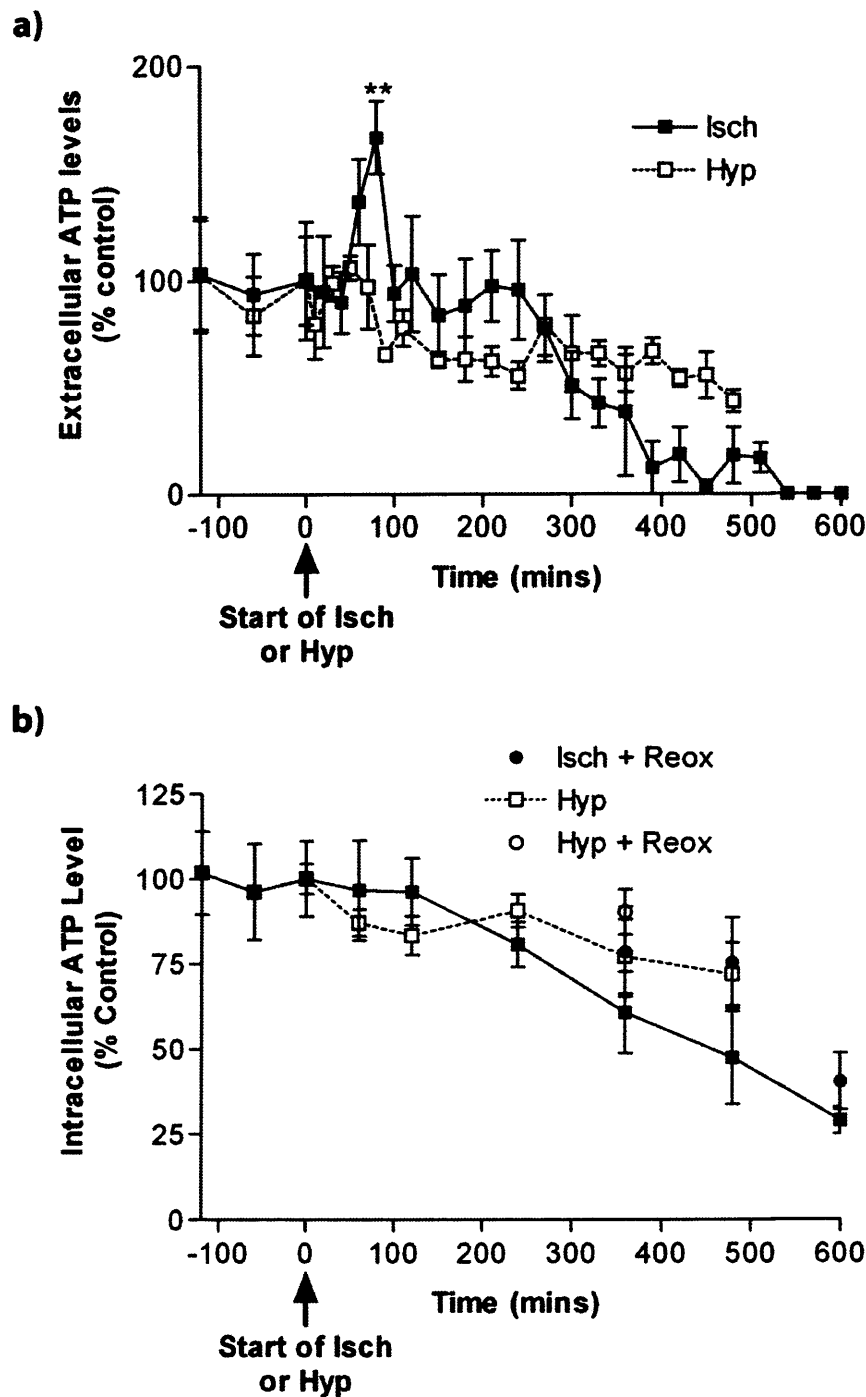 a)
200
100
0
Extracellular ATP levels
(% control)
**
Isch
Hyp
-100 0 100 200 300 400 500 600
Time (mins)
Start of Isch
or Hyp
b)
Isch + Reox
Hyp
Hyp + Reox
125
100
75
50
25
0
Intracellular ATP Level
(% Control)
-100 0 100 200 300 400 500 600
Time (mins)
Start of Isch
or Hyp